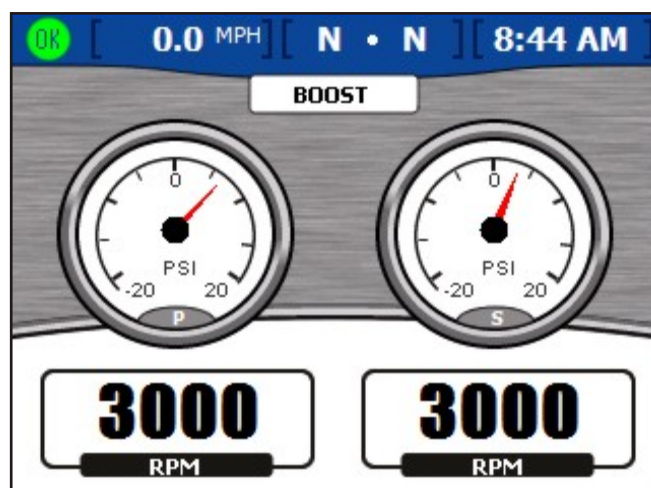 OK [ 0.0 MPH ] [ N • N ] [ 8:44 AM ]
BOOST
0 0
PSI PSI
-20 20 -20 20
P S
3000 3000
RPM RPM